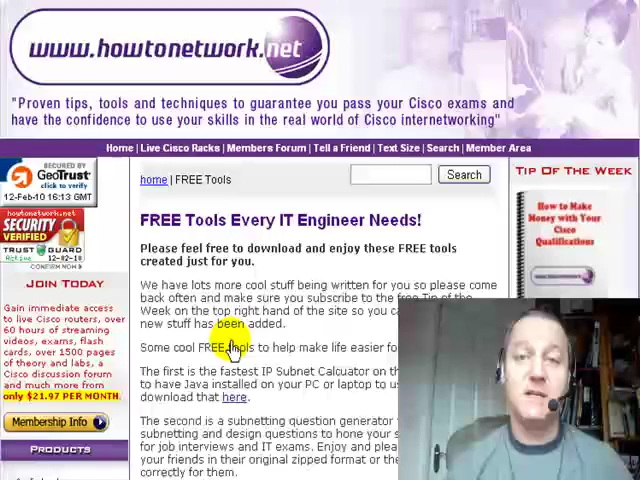 www.howtonetwork.net
"Proven tips, tools and techniques to guarantee you pass your Cisco exams and
have the confidence to use your skills in the real world of Cisco internetworking"
Home | Live Cisco Racks | Members Forum | Tell a Friend | Text Size | Search | Member Area
SECURED BY
GeoTrust
click to verify
12-Feb-10 16:13 GMT
howtonetwork.net
SECURITY
VERIFIED
TRUST GUARD
12-02-10
JOIN TODAY
Gain immediate access
to live Cisco routers, over
60 hours of streaming
videos, exams, flash
cards, over 1500 pages
of theory and labs, a
Cisco discussion forum
and much more from
only $21.97 PER MONTH.
Membership Info
PRODUCTS
home | FREE Tools
Search
FREE Tools Every IT Engineer Needs!
Please feel free to download and enjoy these FREE tools
created just for you.
We have lots more cool stuff being written for you so please come
back often and make sure you subscribe to the free Tip of the
Week on the top right hand of the site so you ca
new stuff has been added.
Some cool FREE tools to help make life easier fo
The first is the fastest IP Subnet Calcuator on th
to have Java installed on your PC or laptop to u
download that here.
The second is a subnetting question generator
subnetting and design questions to hone your s
for job interviews and IT exams. Enjoy and plea
your friends in their original zipped format or the
correctly for them.
TIP OF THE WEEK
How to Make
Money with Your
Cisco
Qualifications